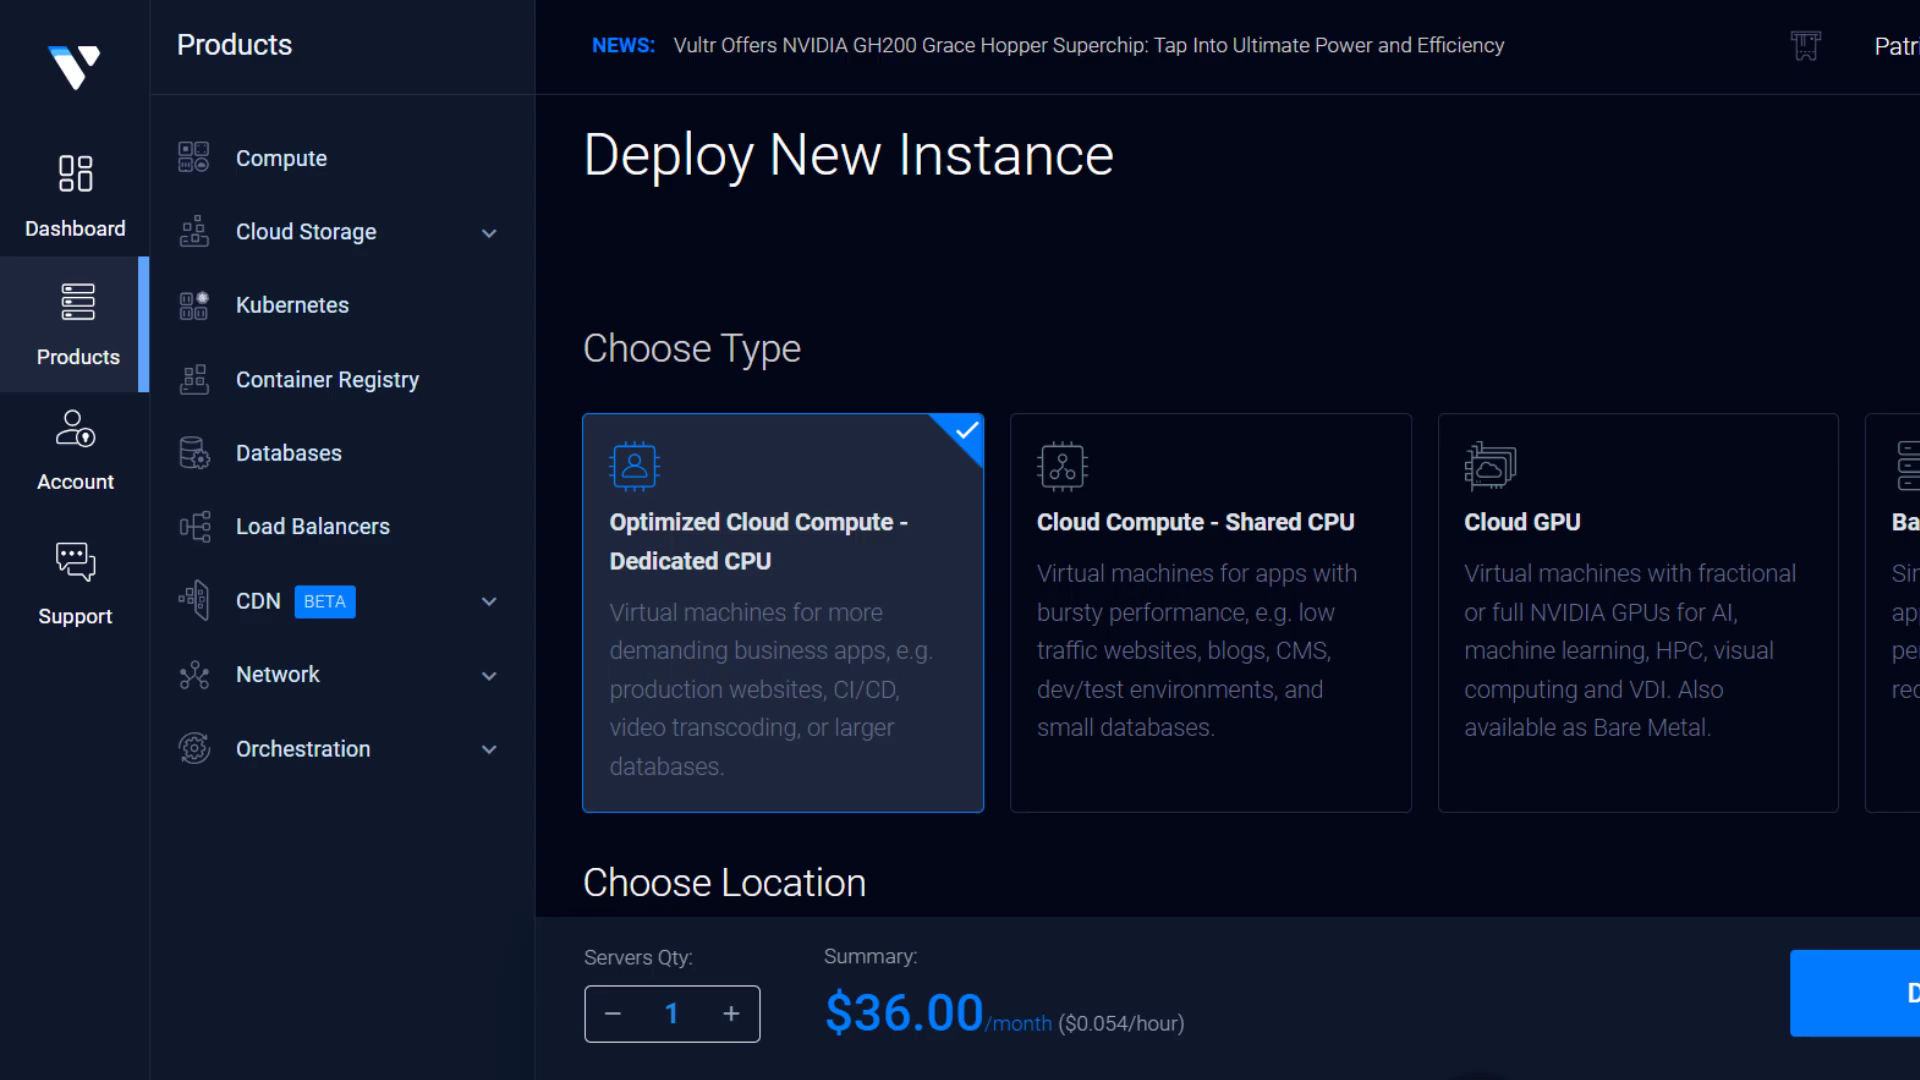 Products
NEWS: Vultr Offers NVIDIA GH200 Grace Hopper Superchip: Tap Into Ultimate Power and Efficiency
Patri
Dashboard
Products
Account
Support
Compute
Cloud Storage
Kubernetes
Container Registry
Databases
Load Balancers
CDN BETA
Network
Orchestration
Deploy New Instance
Choose Type
Optimized Cloud Compute -
Dedicated CPU
Virtual machines for more
demanding business apps, e.g.
production websites, CI/CD,
video transcoding, or larger
databases.
Cloud Compute - Shared CPU
Virtual machines for apps with
bursty performance, e.g. low
traffic websites, blogs, CMS,
dev/test environments, and
small databases.
Cloud GPU
Virtual machines with fractional
or full NVIDIA GPUs for AI,
machine learning, HPC, visual
computing and VDI. Also
available as Bare Metal.
Ba
Sin
app
per
rec
Choose Location
Servers Qty:
− 1 +
Summary:
$36.00/month ($0.054/hour)
D